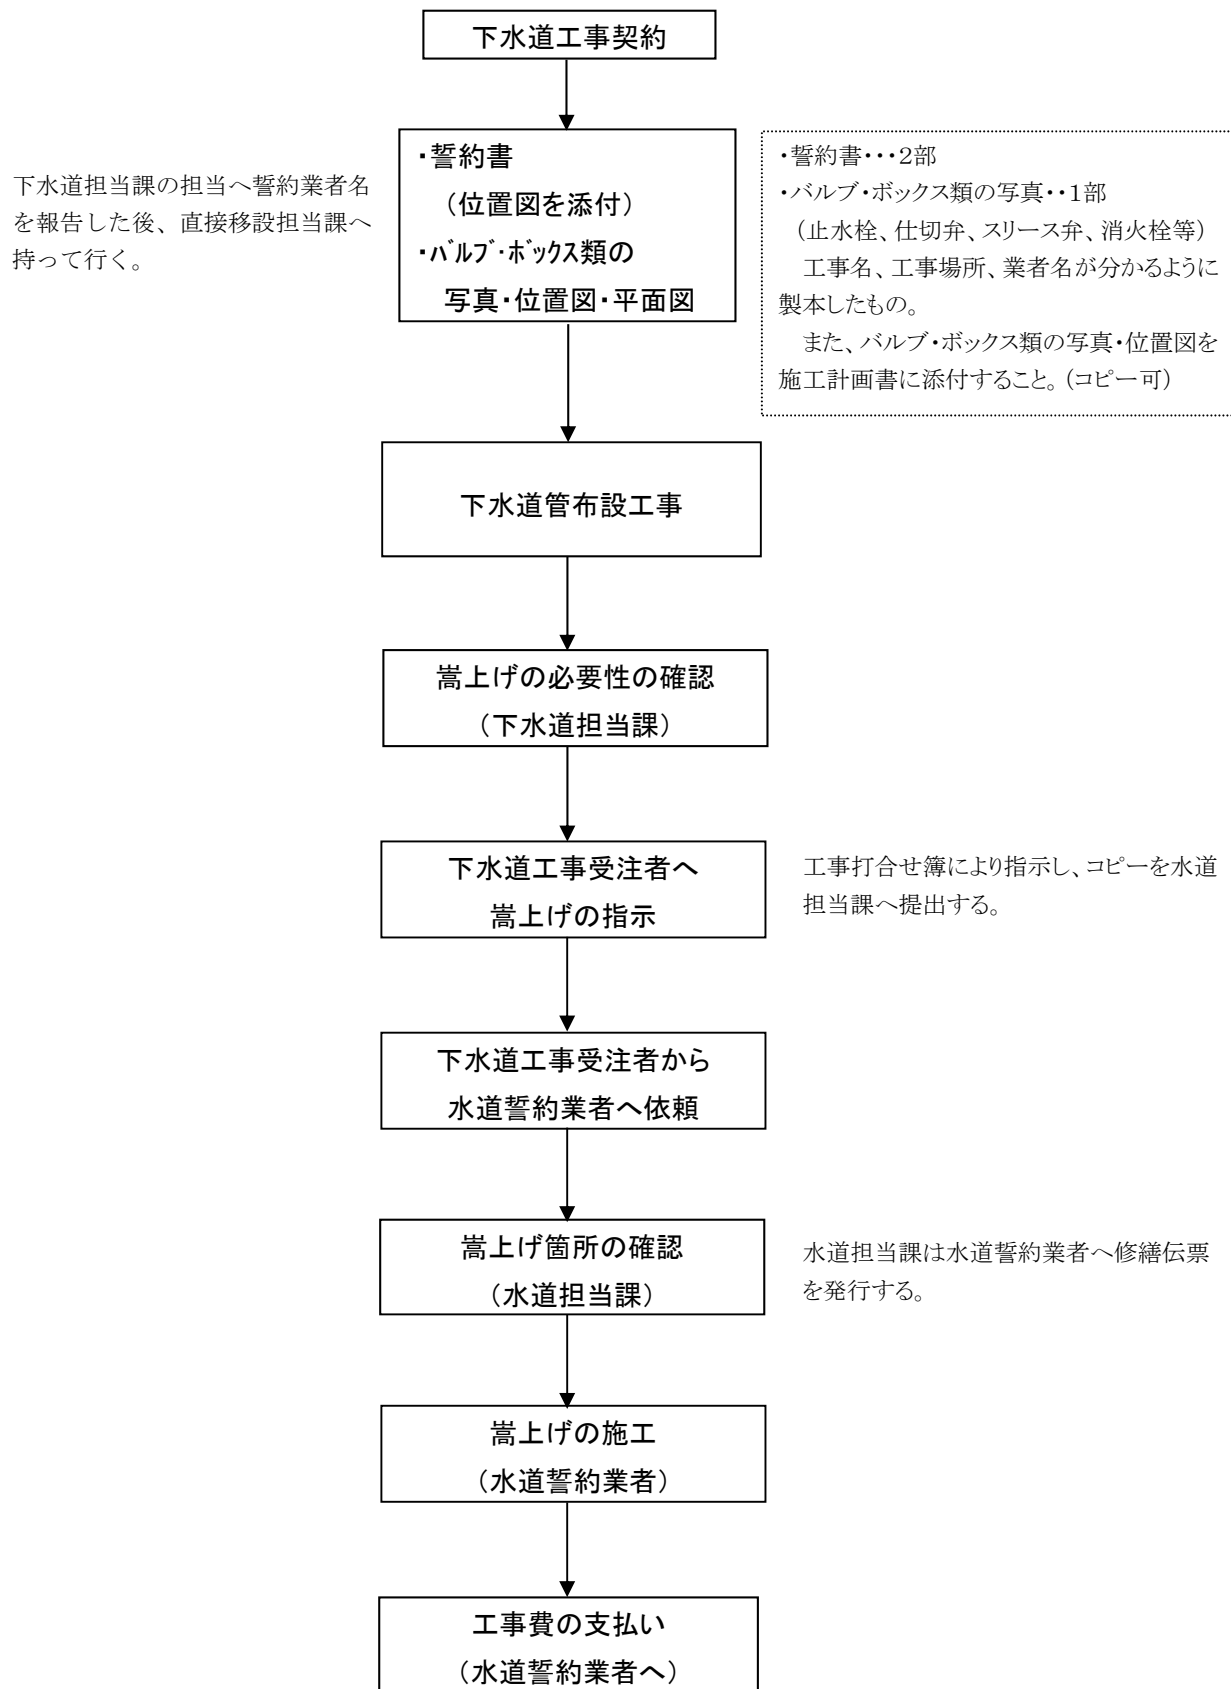 下水道工事契約
下水道担当課の担当へ誓約業者名
を報告した後、直接移設担当課へ
持って行く。
・誓約書
（位置図を添付）
・ﾊﾞﾙﾌﾞ・ﾎﾞｯｸｽ類の
写真・位置図・平面図
・誓約書・・・2部
・バルブ・ボックス類の写真・・1部
（止水栓、仕切弁、スリース弁、消火栓等）
工事名、工事場所、業者名が分かるように
製本したもの。
また、バルブ・ボックス類の写真・位置図を
施工計画書に添付すること。（コピー可）
下水道管布設工事
嵩上げの必要性の確認
（下水道担当課）
下水道工事受注者へ
嵩上げの指示
工事打合せ簿により指示し、コピーを水道
担当課へ提出する。
下水道工事受注者から
水道誓約業者へ依頼
嵩上げ箇所の確認
（水道担当課）
水道担当課は水道誓約業者へ修繕伝票
を発行する。
嵩上げの施工
（水道誓約業者）
工事費の支払い
（水道誓約業者へ）